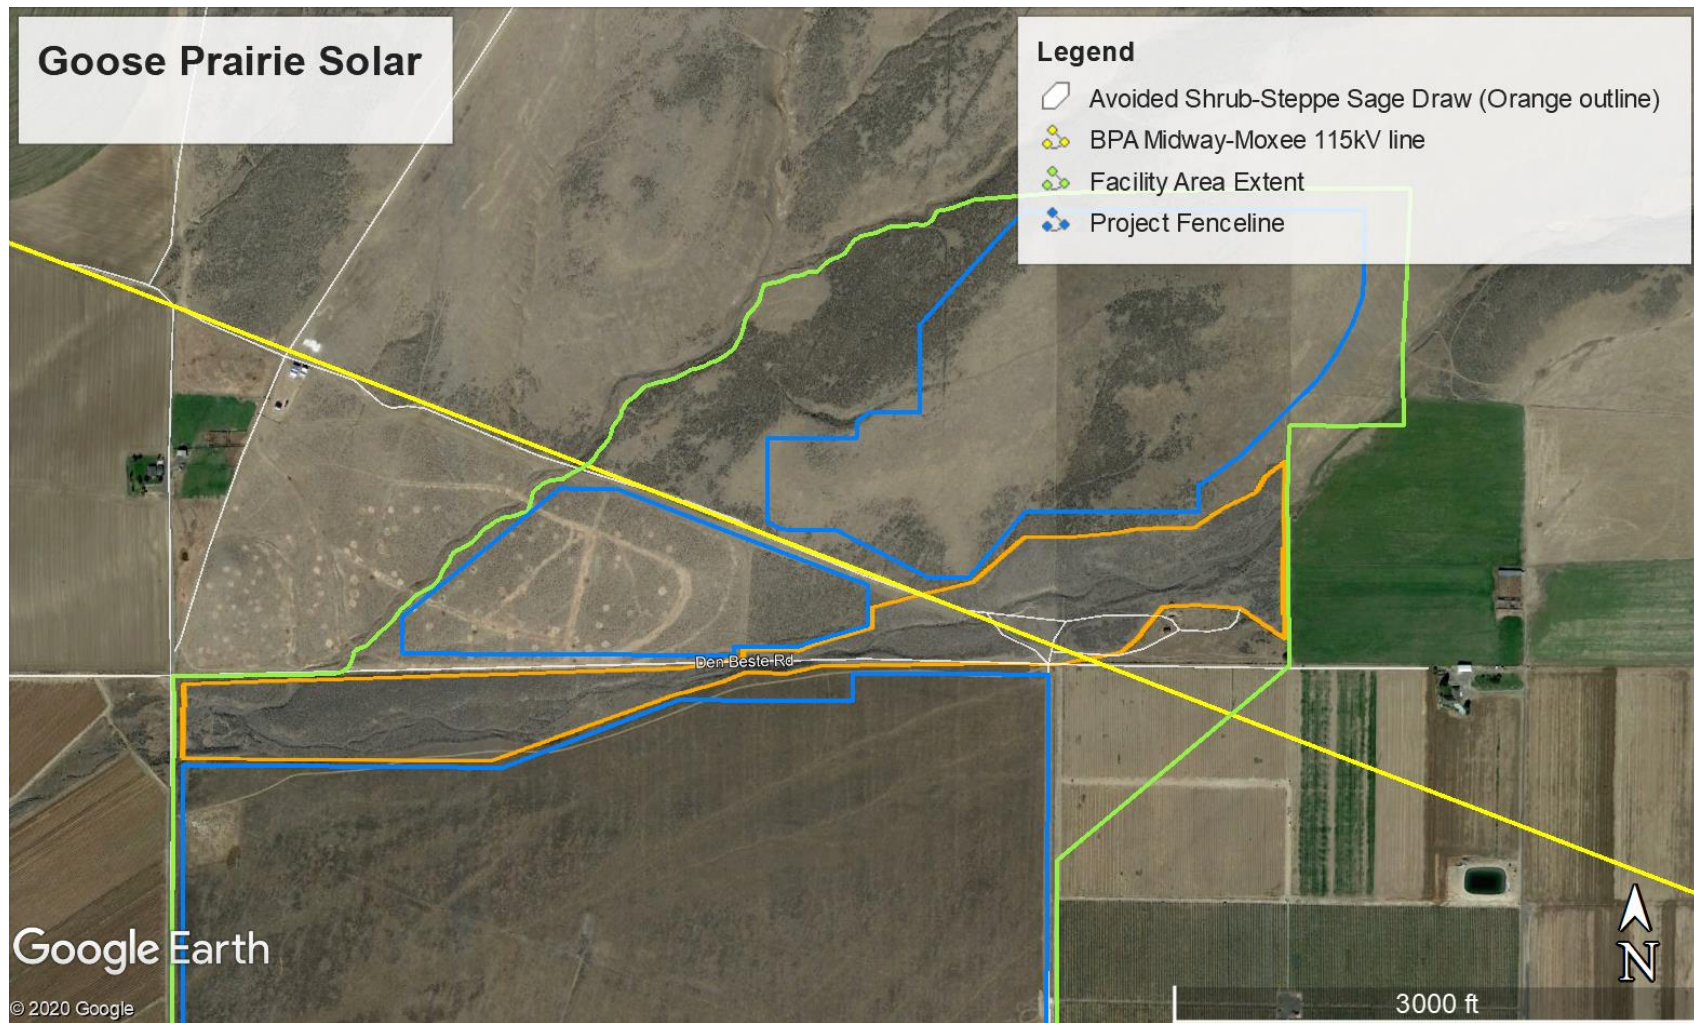 Goose Prairie Solar
Legend
Avoided Shrub-Steppe Sage Draw (Orange outline)
BPA Midway-Moxee 115kV line
Facility Area Extent
Project Fenceline
Den Beste Rd
Google Earth
© 2020 Google
N
3000 ft